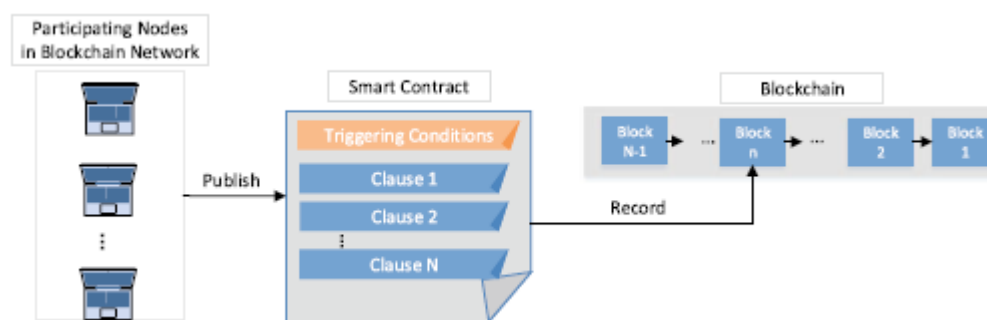 Participating Nodes
in Blockchain Network
Publish
Smart Contract
Triggering Conditions
Clause 1
Clause 2
⋮
Clause N
Record
Blockchain
Block
N-1
...
Block
n
...
Block
2
Block
1